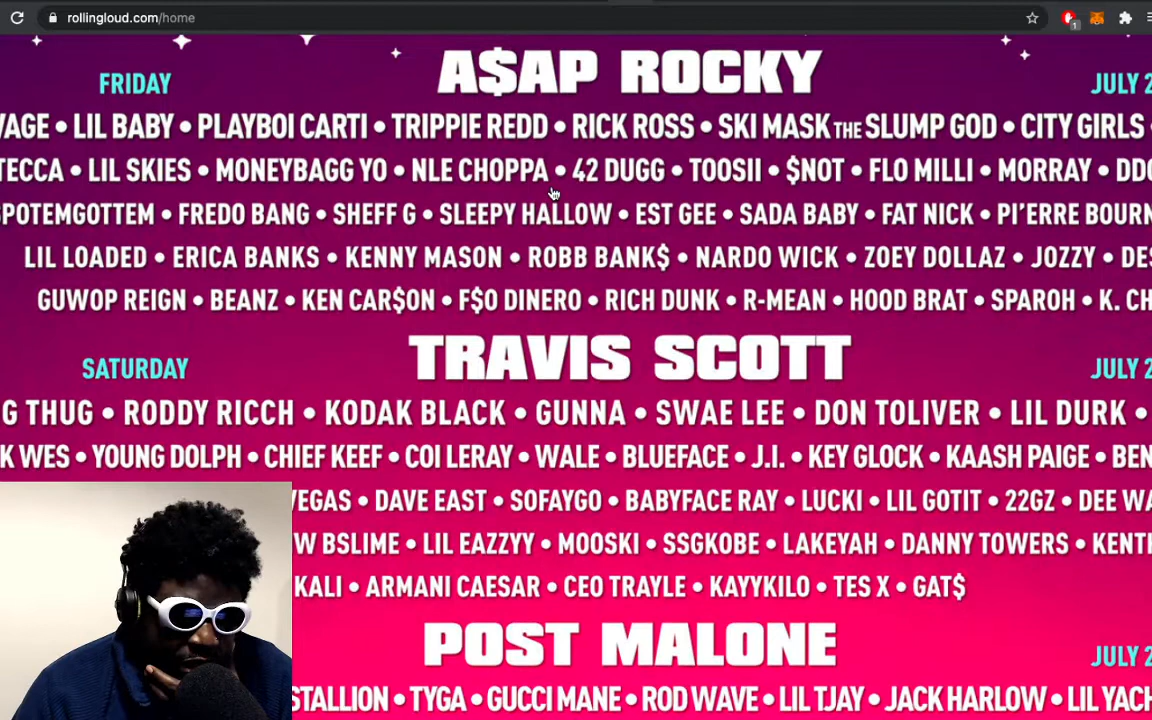 rollingloud.com/home
1
A$AP ROCKY
FRIDAY JULY 2
VAGE • LIL BABY • PLAYBOI CARTI • TRIPPIE REDD • RICK ROSS • SKI MASK THE SLUMP GOD • CITY GIRLS •
TECCA • LIL SKIES • MONEYBAGG YO • NLE CHOPPA • 42 DUGG • TOOSII • $NOT • FLO MILLI • MORRAY • DDO
SPOTEMGOTTEM • FREDO BANG • SHEFF G • SLEEPY HALLOW • EST GEE • SADA BABY • FAT NICK • PI'ERRE BOURN
LIL LOADED • ERICA BANKS • KENNY MASON • ROBB BANK$ • NARDO WICK • ZOEY DOLLAZ • JOZZY • DES
GUWOP REIGN • BEANZ • KEN CAR$ON • F$O DINERO • RICH DUNK • R-MEAN • HOOD BRAT • SPAROH • K. CH
TRAVIS SCOTT
SATURDAY JULY 2
G THUG • RODDY RICCH • KODAK BLACK • GUNNA • SWAE LEE • DON TOLIVER • LIL DURK •
K WES • YOUNG DOLPH • CHIEF KEEF • COI LERAY • WALE • BLUEFACE • J.I. • KEY GLOCK • KAASH PAIGE • BEN
VEGAS • DAVE EAST • SOFAYGO • BABYFACE RAY • LUCKI • LIL GOTIT • 22GZ • DEE WA
W BSLIME • LIL EAZZYY • MOOSKI • SSGKOBE • LAKEYAH • DANNY TOWERS • KENTH
KALI • ARMANI CAESAR • CEO TRAYLE • KAYYKILO • TES X • GAT$
POST MALONE
JULY 2
STALLION • TYGA • GUCCI MANE • ROD WAVE • LIL TJAY • JACK HARLOW • LIL YACH